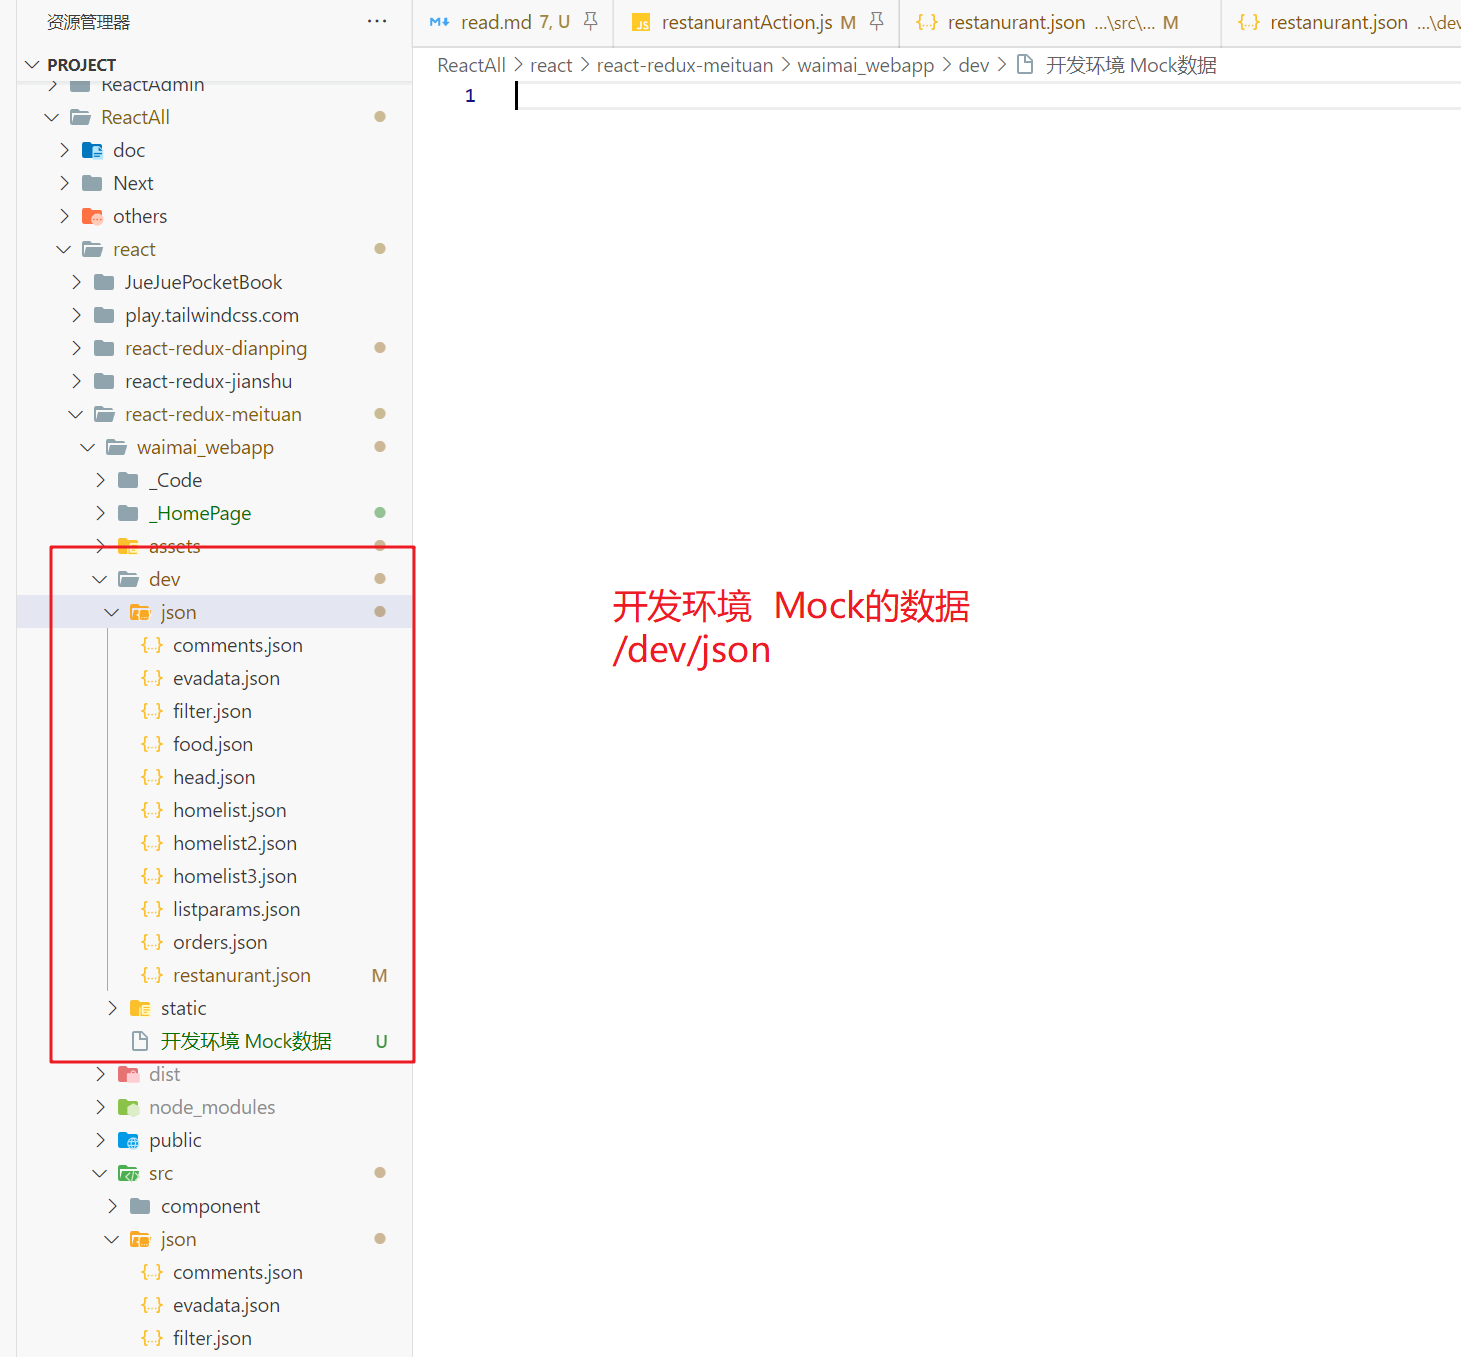 资源管理器
PROJECT
ReactAdmin
ReactAll
doc
Next
others
react
JueJuePocketBook
play.tailwindcss.com
react-redux-dianping
react-redux-jianshu
react-redux-meituan
waimai_webapp
_Code
_HomePage
assets
dev
json
comments.json
evadata.json
filter.json
food.json
head.json
homelist.json
homelist2.json
homelist3.json
listparams.json
orders.json
restanurant.json M
static
开发环境 Mock数据 U
dist
node_modules
public
src
component
json
comments.json
evadata.json
filter.json
read.md 7, U restanurantAction.js M restanurant.json ...\src\... M restanurant.json ...\dev
ReactAll > react > react-redux-meituan > waimai_webapp > dev > 开发环境 Mock数据
1
开发环境 Mock的数据
/dev/json